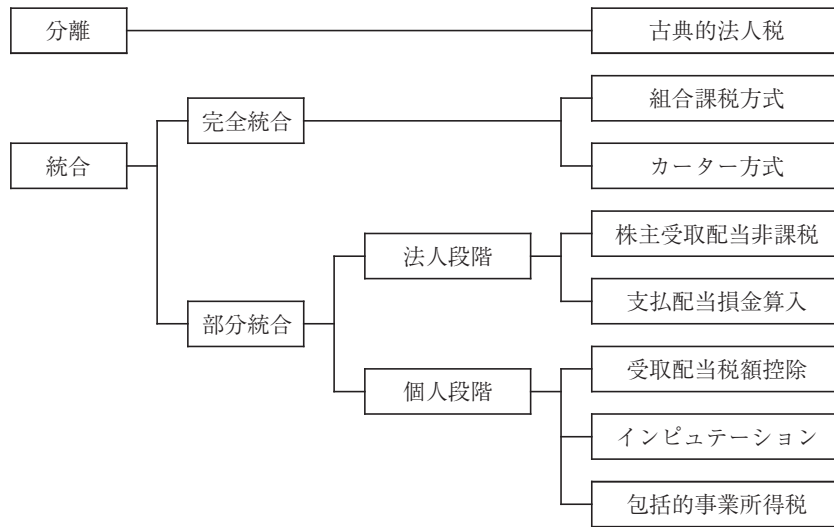 分離
古典的法人税
統合
完全統合
組合課税方式
カーター方式
部分統合
法人段階
株主受取配当非課税
支払配当損金算入
個人段階
受取配当税額控除
インピュテーション
包括的事業所得税